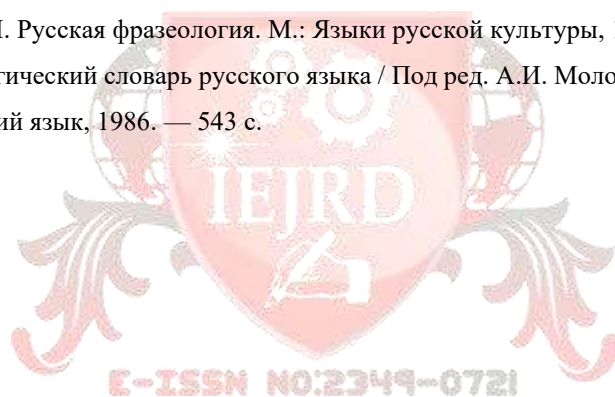 І. Русская фразеология. М.: Языки русской культуры,
гический словарь русского языка / Под ред. А.И. Моло
ий язык, 1986. — 543 с.
IEJRD
E-ISSN NO:2349-0721